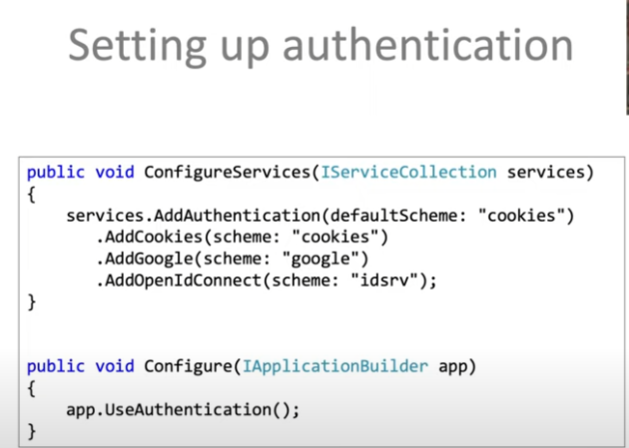 Setting up authentication
public void ConfigureServices(IServiceCollection services)
{
    services.AddAuthentication(defaultScheme: "cookies")
        .AddCookies(scheme: "cookies")
        .AddGoogle(scheme: "google")
        .AddOpenIdConnect(scheme: "idsrv");
}
public void Configure(IApplicationBuilder app)
{
    app.UseAuthentication();
}